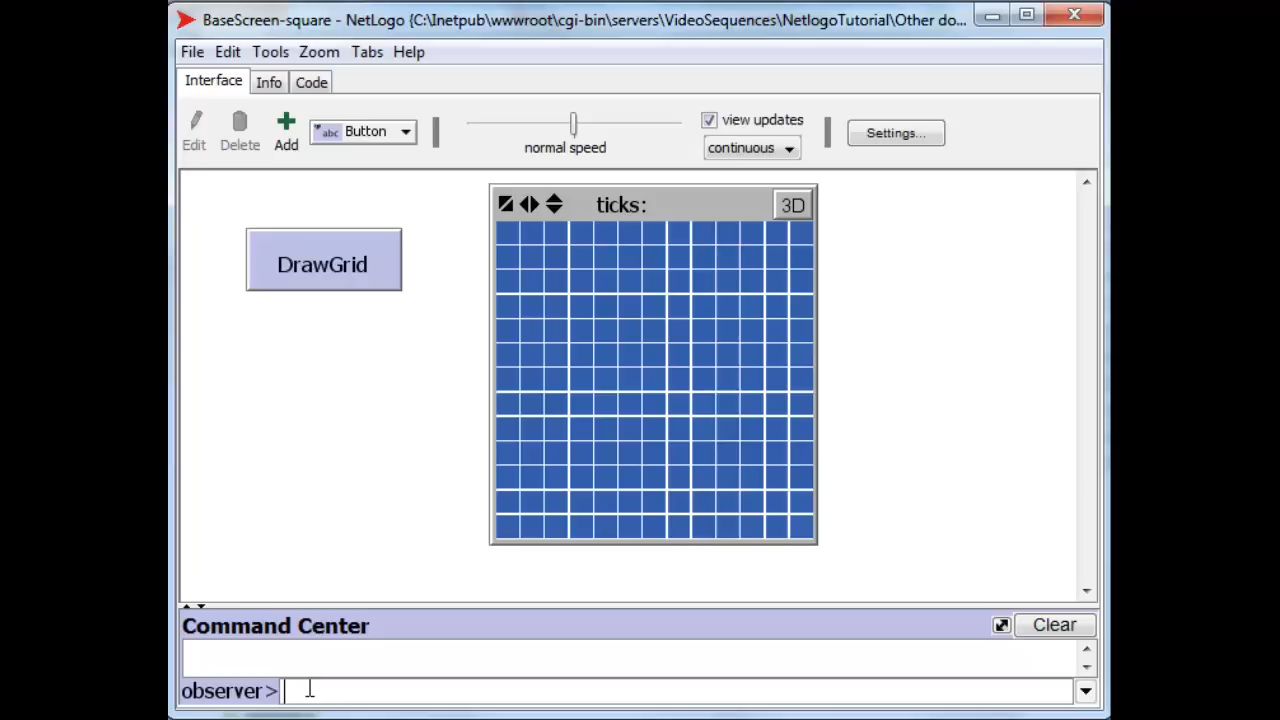 BaseScreen-square - NetLogo {C:\Inetpub\wwwroot\cgi-bin\servers\VideoSequences\NetlogoTutorial\Other do...
File Edit Tools Zoom Tabs Help
Interface Info Code
Edit Delete Add abc Button normal speed view updates continuous Settings...
ticks: 3D
DrawGrid
Command Center Clear
observer>